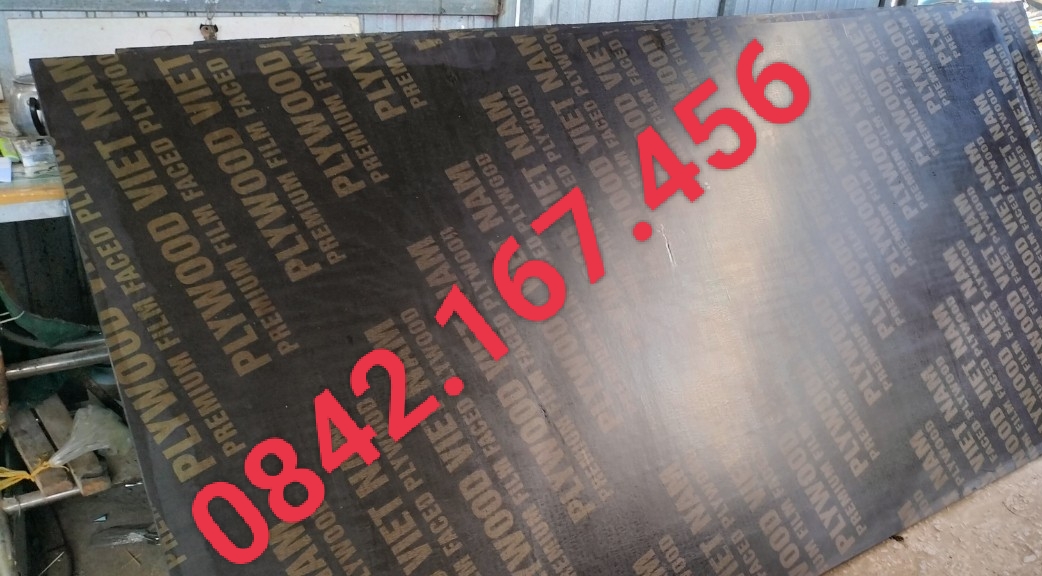 PLYWOOD VIET NAM
PREMIUM FILM FACED PLYWOOD
0842.167.456